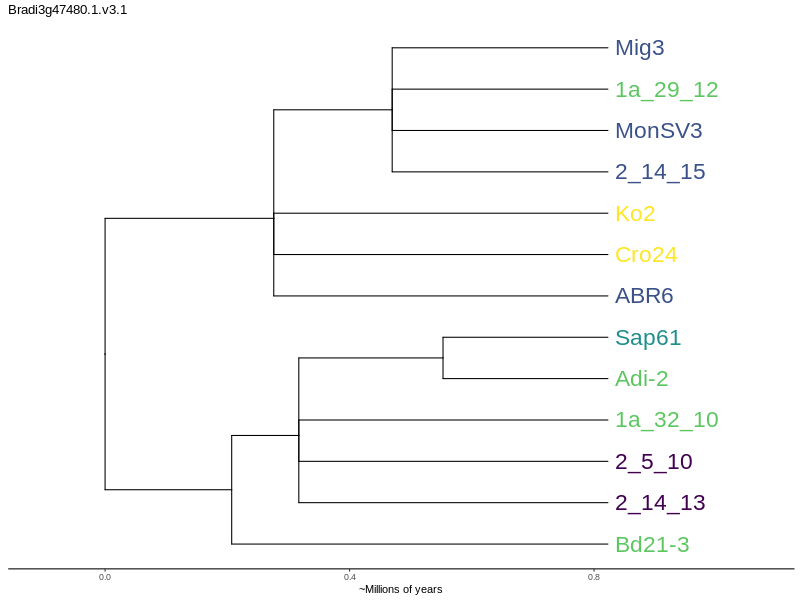 Bradi3g47480.1.v3.1
Mig3
1a_29_12
MonSV3
2_14_15
Ko2
Cro24
ABR6
Sap61
Adi-2
1a_32_10
2_5_10
2_14_13
Bd21-3
0.0 0.4 0.8
~Millions of years